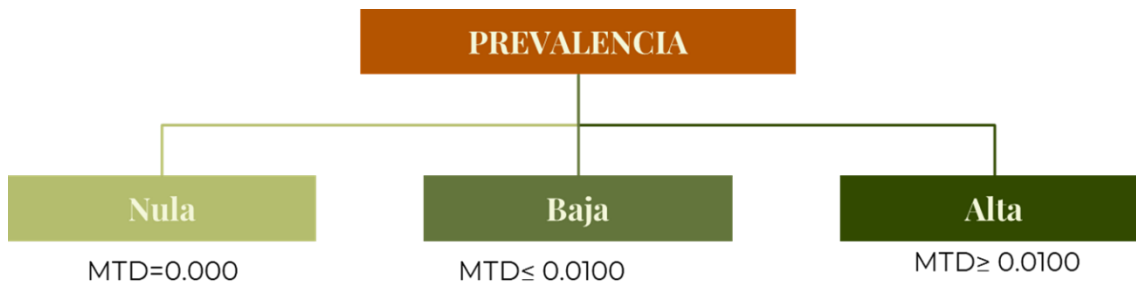 PREVALENCIA
Nula
Baja
Alta
MTD=0.000
MTD≤ 0.0100
MTD≥ 0.0100